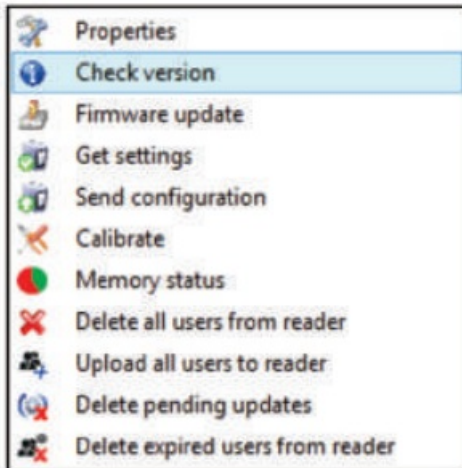 Properties
Check version
Firmware update
Get settings
Send configuration
Calibrate
Memory status
Delete all users from reader
Upload all users to reader
Delete pending updates
Delete expired users from reader